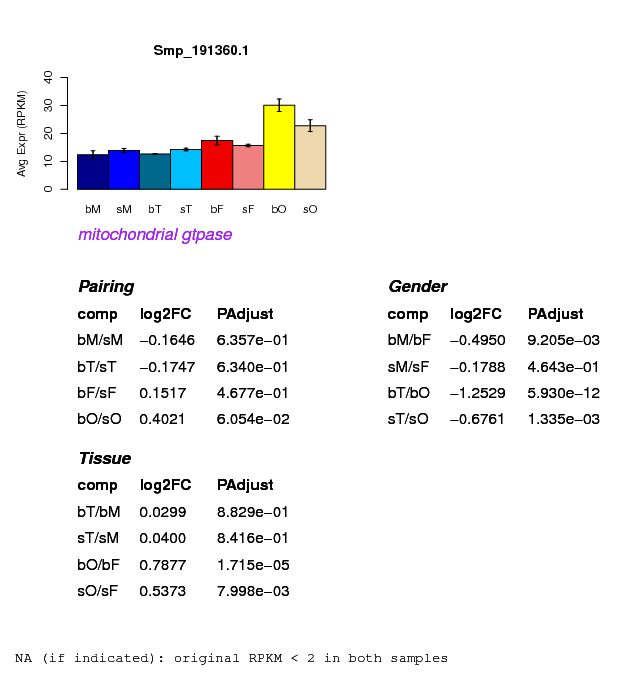 Smp_191360.1
Avg Expr (RPKM)
0 10 20 30 40
bM sM bT sT bF sF bO sO
mitochondrial gtpase
Pairing
comp log2FC PAdjust
bM/sM −0.1646 6.357e−01
bT/sT −0.1747 6.340e−01
bF/sF 0.1517 4.677e−01
bO/sO 0.4021 6.054e−02
Gender
comp log2FC PAdjust
bM/bF −0.4950 9.205e−03
sM/sF −0.1788 4.643e−01
bT/bO −1.2529 5.930e−12
sT/sO −0.6761 1.335e−03
Tissue
comp log2FC PAdjust
bT/bM 0.0299 8.829e−01
sT/sM 0.0400 8.416e−01
bO/bF 0.7877 1.715e−05
sO/sF 0.5373 7.998e−03
NA (if indicated): original RPKM < 2 in both samples